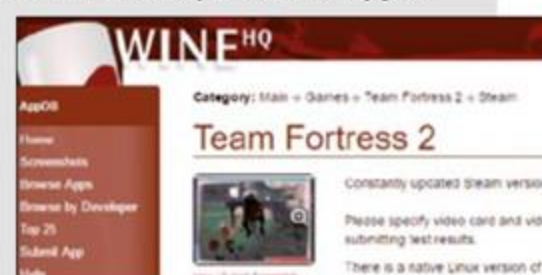 WINE HQ
AppDB
Home
Screenshots
Browse Apps
Browse by Developer
Top 25
Submit App
Help
Category: Main » Games » Team Fortress 2 » Steam
Team Fortress 2
Constantly updated Steam version
Please specify video card and
submitting test results.
There is a native Linux version of